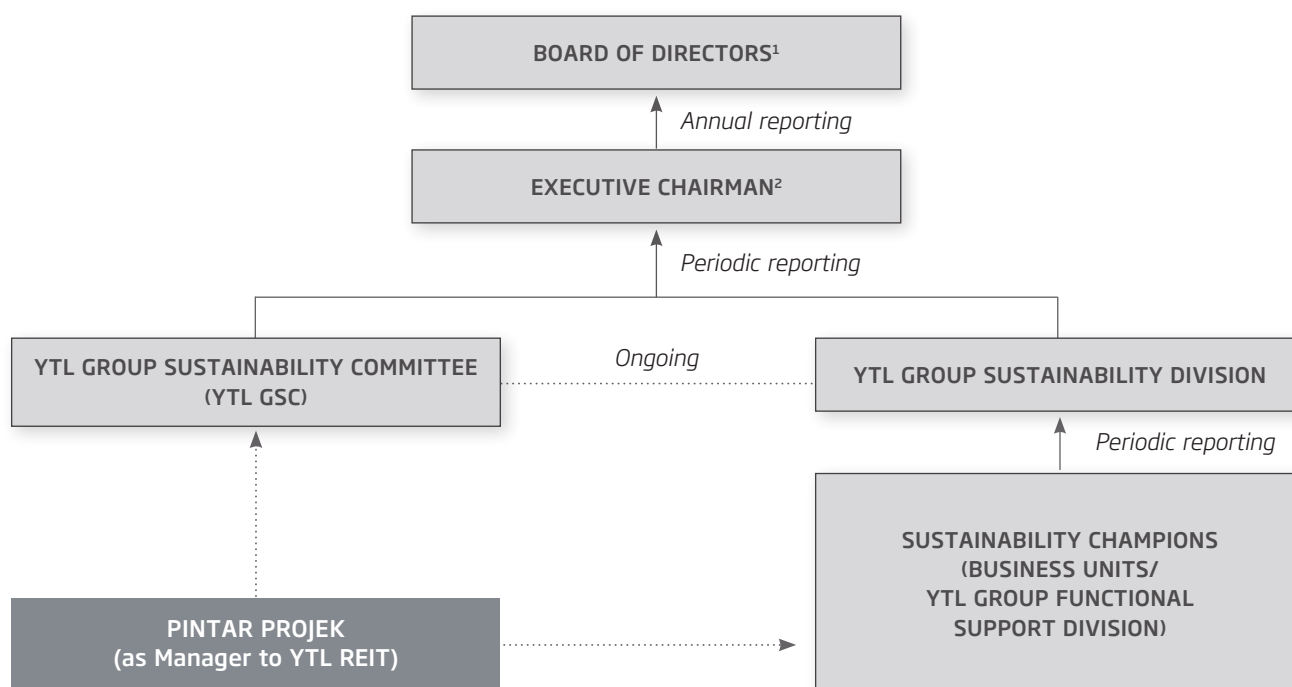 BOARD OF DIRECTORS¹
Annual reporting
EXECUTIVE CHAIRMAN²
Periodic reporting
YTL GROUP SUSTAINABILITY COMMITTEE
(YTL GSC)
Ongoing
YTL GROUP SUSTAINABILITY DIVISION
Periodic reporting
SUSTAINABILITY CHAMPIONS
(BUSINESS UNITS/
YTL GROUP FUNCTIONAL
SUPPORT DIVISION)
PINTAR PROJEK
(as Manager to YTL REIT)